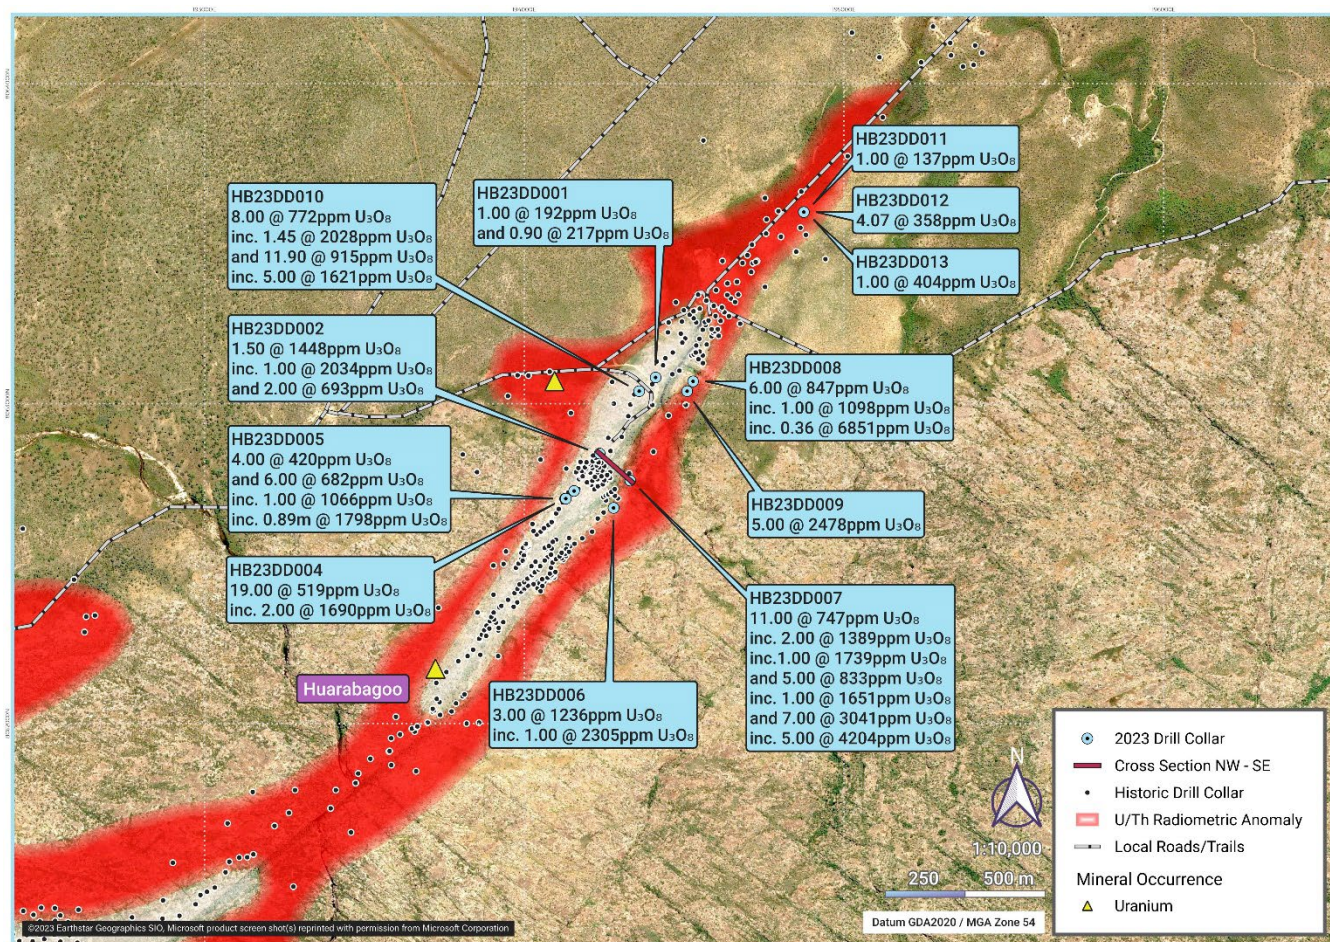 HB23DD011
1.00 @ 137ppm U₃O₈
HB23DD010
8.00 @ 772ppm U₃O₈
inc. 1.45 @ 2028ppm U₃O₈
and 11.90 @ 915ppm U₃O₈
inc. 5.00 @ 1621ppm U₃O₈
HB23DD001
1.00 @ 192ppm U₃O₈
and 0.90 @ 217ppm U₃O₈
HB23DD012
4.07 @ 358ppm U₃O₈
HB23DD013
1.00 @ 404ppm U₃O₈
HB23DD002
1.50 @ 1448ppm U₃O₈
inc. 1.00 @ 2034ppm U₃O₈
and 2.00 @ 693ppm U₃O₈
HB23DD008
6.00 @ 847ppm U₃O₈
inc. 1.00 @ 1098ppm U₃O₈
inc. 0.36 @ 6851ppm U₃O₈
HB23DD005
4.00 @ 420ppm U₃O₈
and 6.00 @ 682ppm U₃O₈
inc. 1.00 @ 1066ppm U₃O₈
inc. 0.89m @ 1798ppm U₃O₈
HB23DD009
5.00 @ 2478ppm U₃O₈
HB23DD004
19.00 @ 519ppm U₃O₈
inc. 2.00 @ 1690ppm U₃O₈
HB23DD007
11.00 @ 747ppm U₃O₈
inc. 2.00 @ 1389ppm U₃O₈
inc.1.00 @ 1739ppm U₃O₈
and 5.00 @ 833ppm U₃O₈
inc. 1.00 @ 1651ppm U₃O₈
and 7.00 @ 3041ppm U₃O₈
inc. 5.00 @ 4204ppm U₃O₈
Huarabagoo
HB23DD006
3.00 @ 1236ppm U₃O₈
inc. 1.00 @ 2305ppm U₃O₈
N
1:10,000
250 500 m
2023 Drill Collar
Cross Section NW - SE
Historic Drill Collar
U/Th Radiometric Anomaly
Local Roads/Trails
Mineral Occurrence
Uranium
Datum GDA2020 / MGA Zone 54
©2023 Earthstar Geographics SIO, Microsoft product screen shot(s) reprinted with permission from Microsoft Corporation